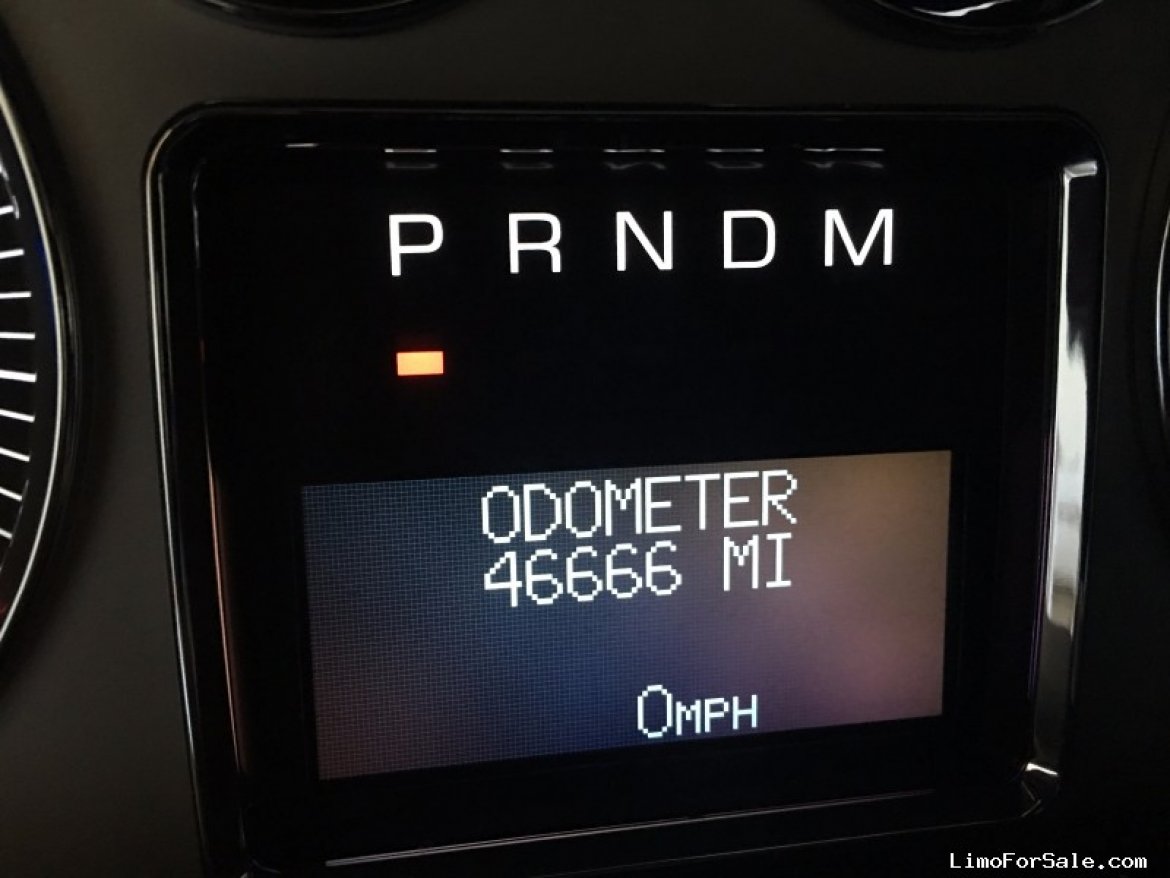 P R N D M
ODOMETER
46666 MI
0MPH
LimoForSale.com